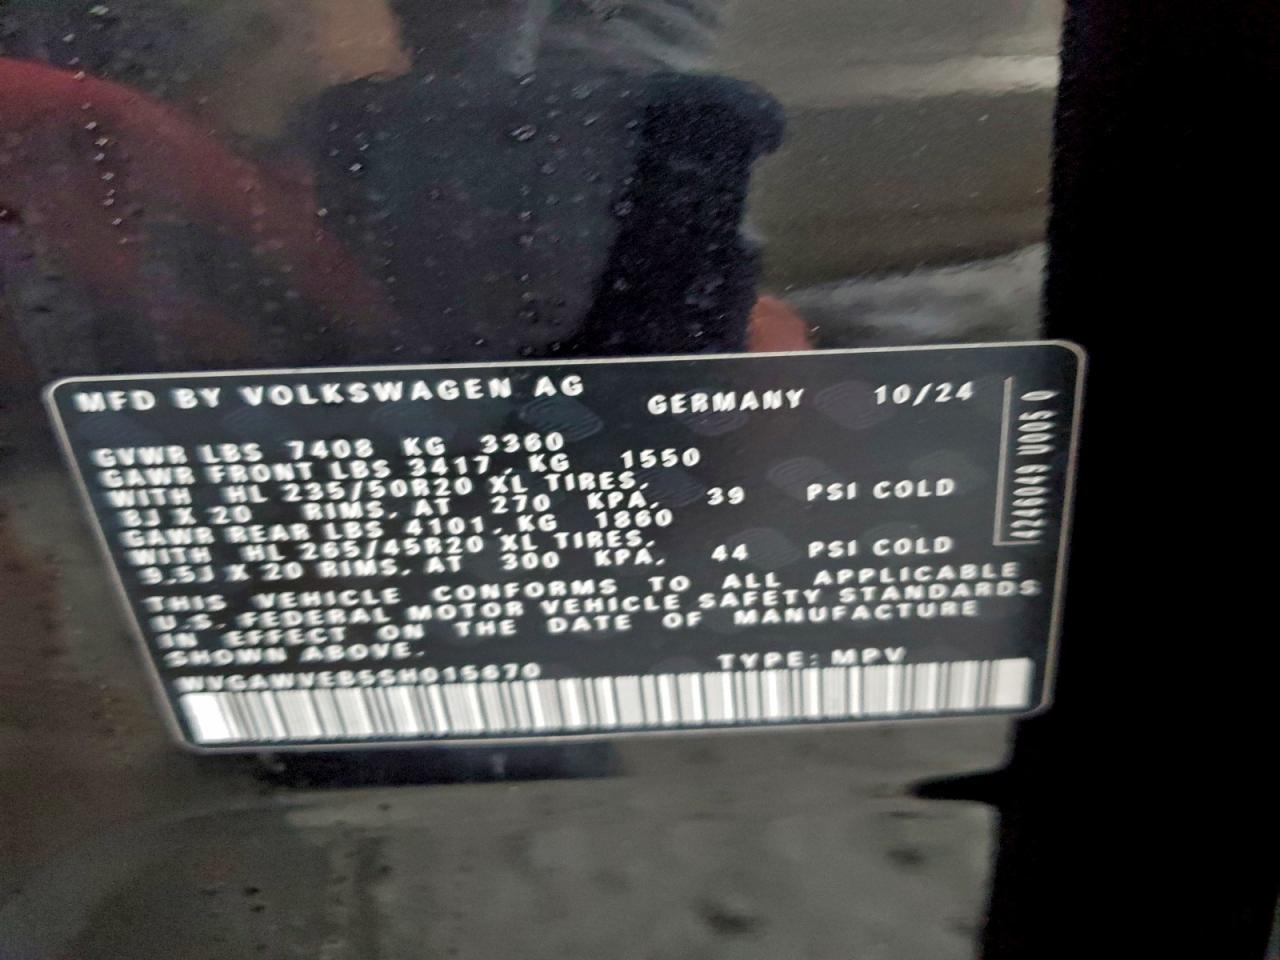 MFD BY VOLKSWAGEN AG GERMANY 10/24
GVWR LBS 7408 KG 3360
GAWR FRONT LBS 3417, KG 1550
WITH HL 235/50R20 XL TIRES,
8J X 20 RIMS, AT 270 KPA, 39 PSI COLD
GAWR REAR LBS 4101, KG 1860
WITH HL 265/45R20 XL TIRES,
9.5J X 20 RIMS, AT 300 KPA, 44 PSI COLD
THIS VEHICLE CONFORMS TO ALL APPLICABLE
U.S. FEDERAL MOTOR VEHICLE SAFETY STANDARDS
IN EFFECT ON THE DATE OF MANUFACTURE
SHOWN ABOVE.
WVGAWVEB5SH015670 TYPE: MPV
4246049 U005 0